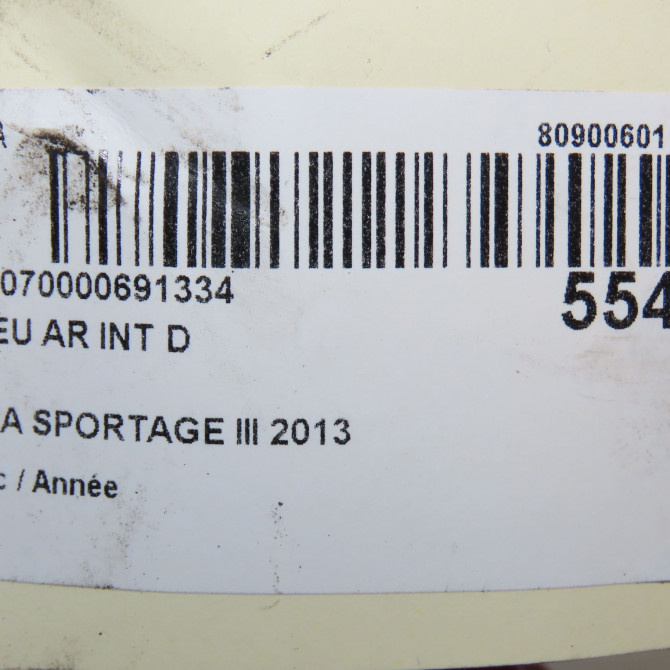 A 80900601
070000691334 554
EU AR INT D
A SPORTAGE III 2013
c / Année